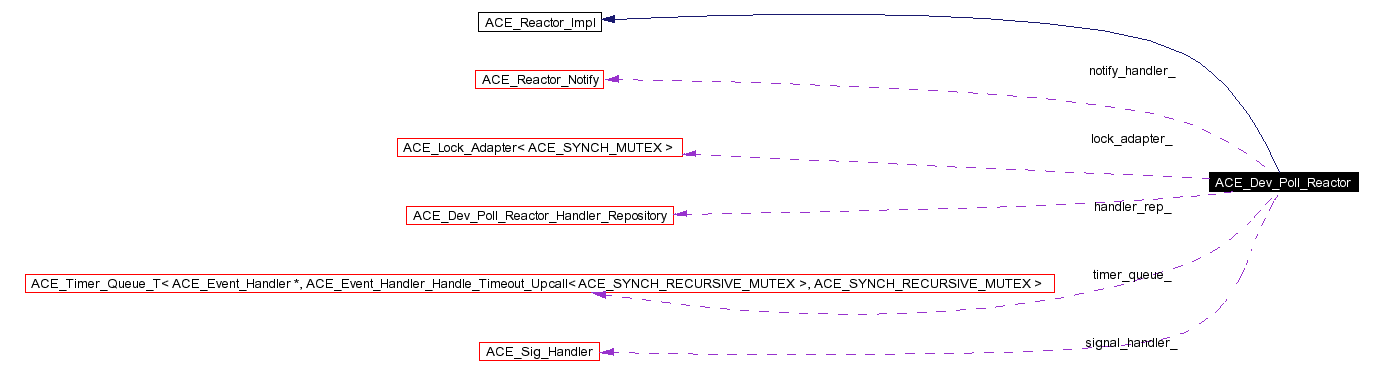 ACE_Reactor_Impl
notify_handler_
ACE_Reactor_Notify
lock_adapter_
ACE_Lock_Adapter< ACE_SYNCH_MUTEX >
ACE_Dev_Poll_Reactor
handler_rep_
ACE_Dev_Poll_Reactor_Handler_Repository
timer_queue_
ACE_Timer_Queue_T< ACE_Event_Handler *, ACE_Event_Handler_Handle_Timeout_Upcall< ACE_SYNCH_RECURSIVE_MUTEX >, ACE_SYNCH_RECURSIVE_MUTEX >
signal_handler_
ACE_Sig_Handler